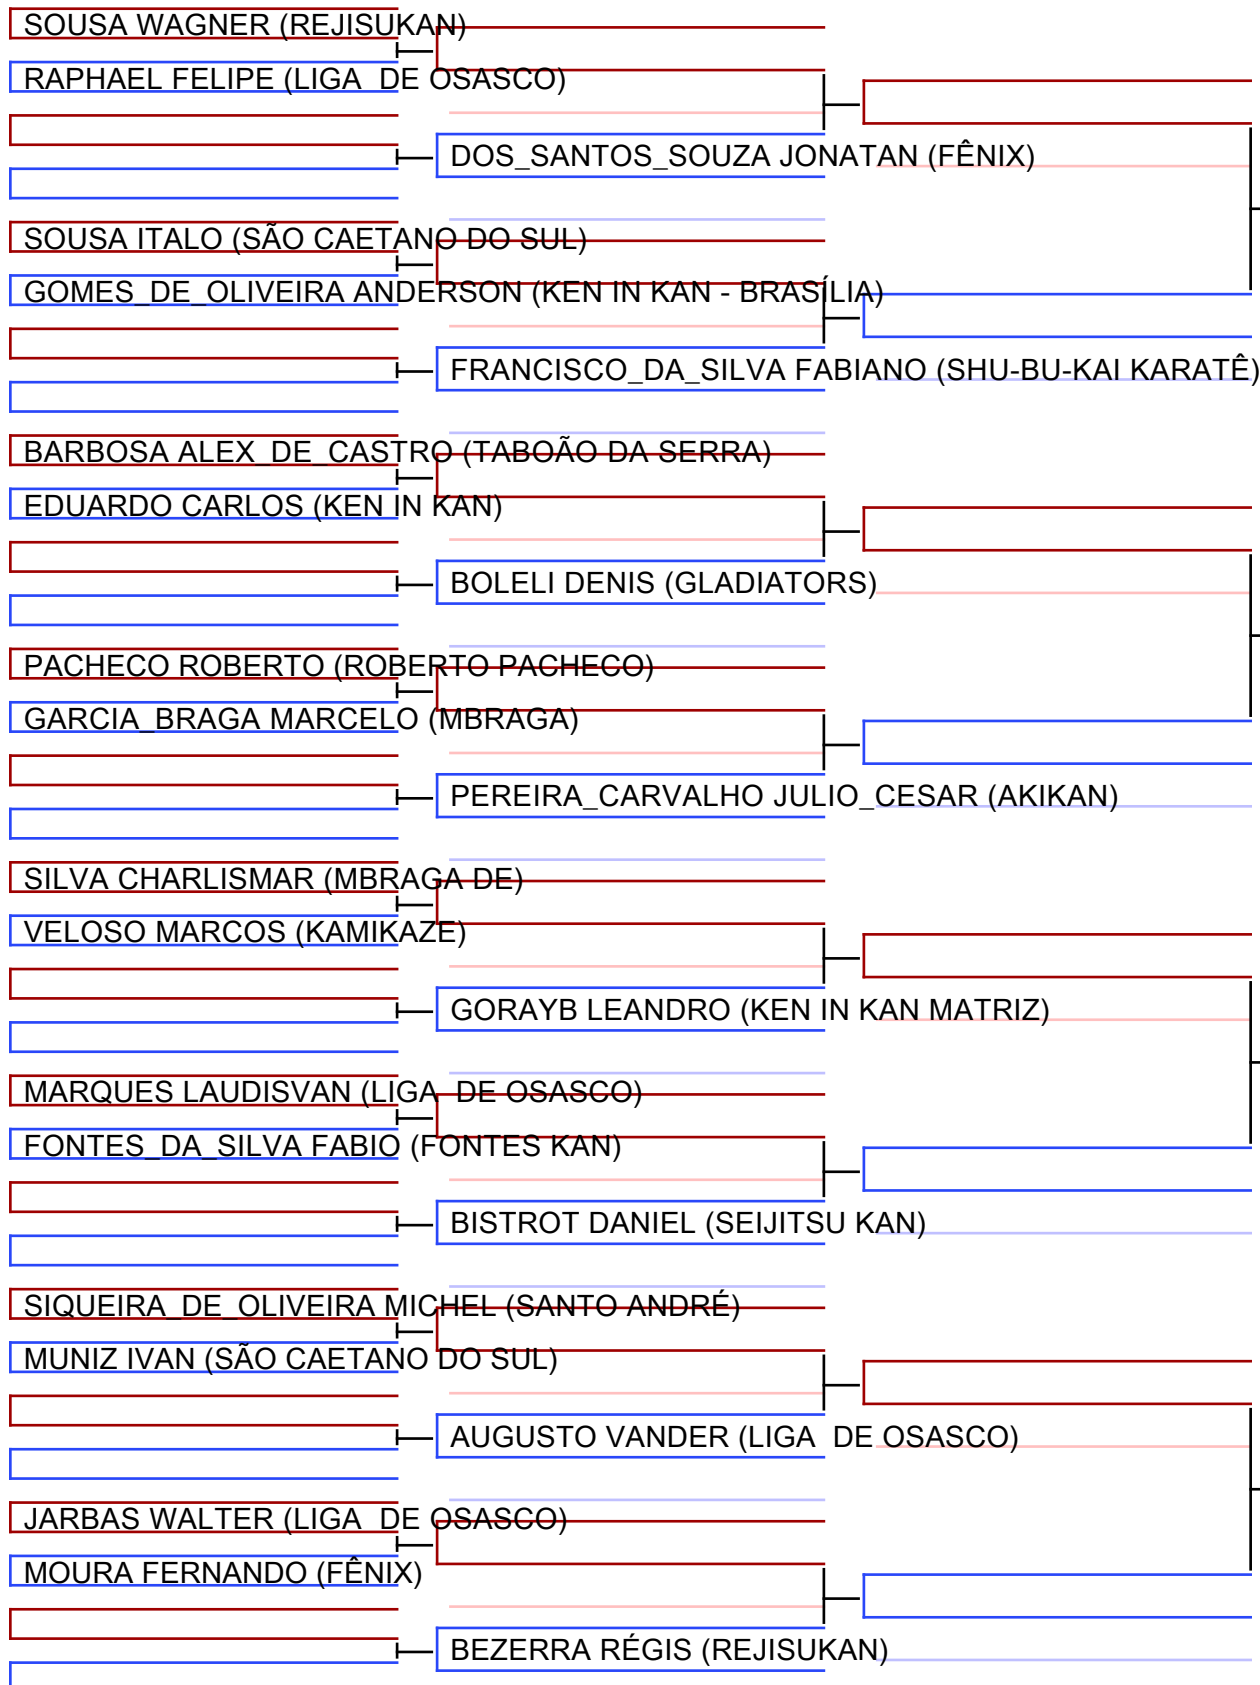 SOUSA WAGNER (REJISUKAN)
RAPHAEL FELIPE (LIGA  DE OSASCO)
DOS_SANTOS_SOUZA JONATAN (FÊNIX)
SOUSA ITALO (SÃO CAETANO DO SUL)
GOMES_DE_OLIVEIRA ANDERSON (KEN IN KAN - BRASÍLIA)
FRANCISCO_DA_SILVA FABIANO (SHU-BU-KAI KARATÊ)
BARBOSA ALEX_DE_CASTRO (TABOÃO DA SERRA)
EDUARDO CARLOS (KEN IN KAN)
BOLELI DENIS (GLADIATORS)
PACHECO ROBERTO (ROBERTO PACHECO)
GARCIA_BRAGA MARCELO (MBRAGA)
PEREIRA_CARVALHO JULIO_CESAR (AKIKAN)
SILVA CHARLISMAR (MBRAGA DE)
VELOSO MARCOS (KAMIKAZE)
GORAYB LEANDRO (KEN IN KAN MATRIZ)
MARQUES LAUDISVAN (LIGA  DE OSASCO)
FONTES_DA_SILVA FABIO (FONTES KAN)
BISTROT DANIEL (SEIJITSU KAN)
SIQUEIRA_DE_OLIVEIRA MICHEL (SANTO ANDRÉ)
MUNIZ IVAN (SÃO CAETANO DO SUL)
AUGUSTO VANDER (LIGA  DE OSASCO)
JARBAS WALTER (LIGA  DE OSASCO)
MOURA FERNANDO (FÊNIX)
BEZERRA RÉGIS (REJISUKAN)